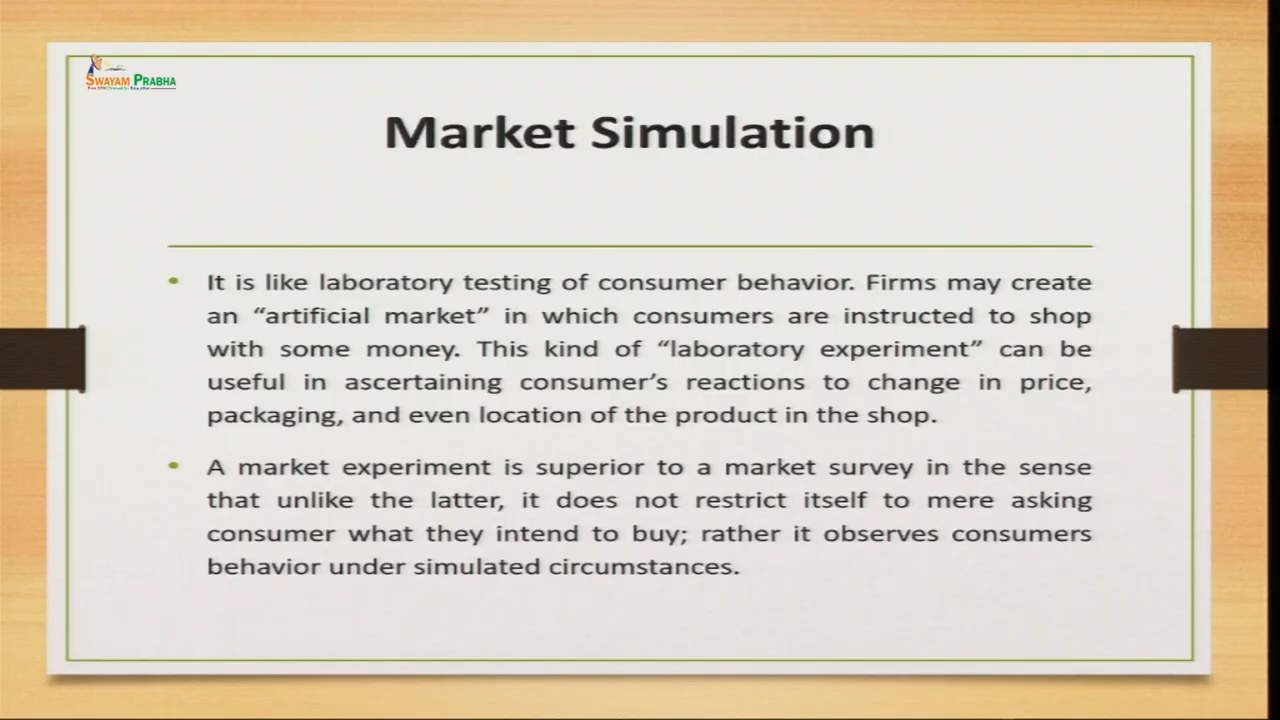 SWAYAM PRABHA
Market Simulation
• It is like laboratory testing of consumer behavior. Firms may create
an “artificial market” in which consumers are instructed to shop
with some money. This kind of “laboratory experiment” can be
useful in ascertaining consumer’s reactions to change in price,
packaging, and even location of the product in the shop.
• A market experiment is superior to a market survey in the sense
that unlike the latter, it does not restrict itself to mere asking
consumer what they intend to buy; rather it observes consumers
behavior under simulated circumstances.